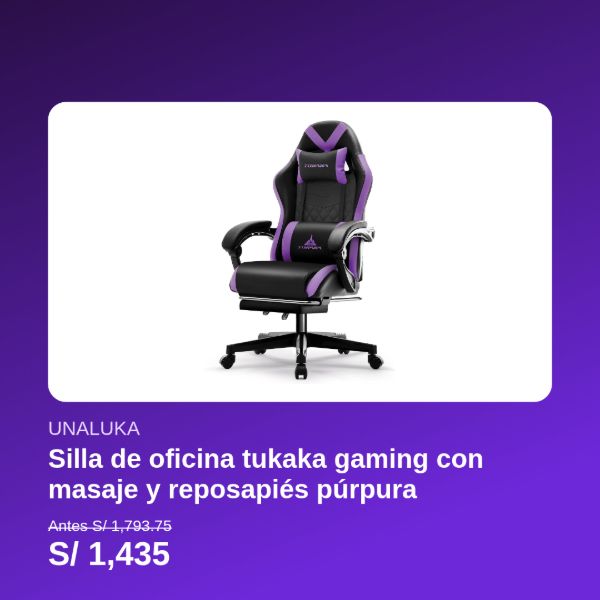 UNALUKA
Silla de oficina tukaka gaming con
masaje y reposapiés púrpura
Antes S/ 1,793.75
S/ 1,435